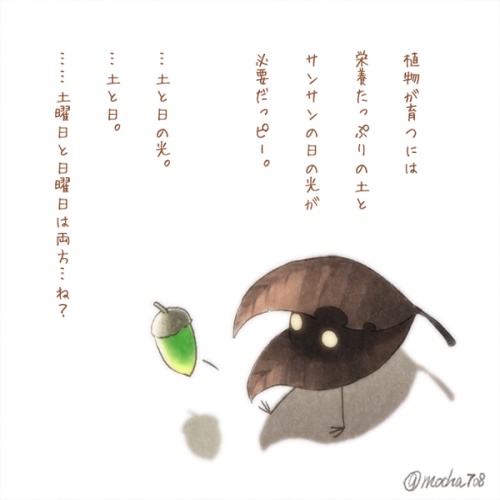 植物が育つには
栄養たっぷりの土と
サンサンの日の光が
必要だっピー。
…土と日の光。
…土と日。
……土曜日と日曜日は両方…ね？
@mocha708